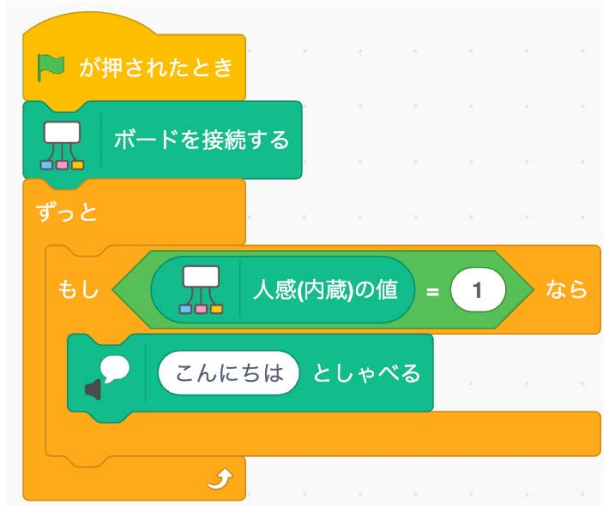 が押されたとき
ボードを接続する
ずっと
もし 人感(内蔵)の値 = 1 なら
こんにちは としゃべる